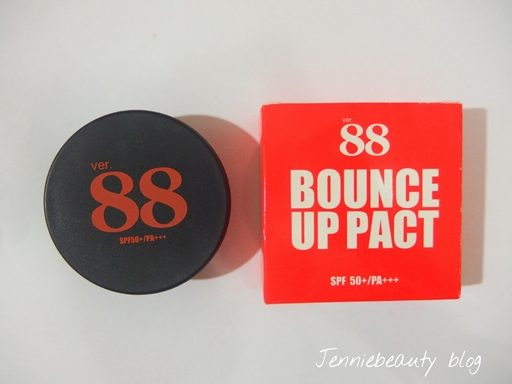 ver.
88
SPF50+/PA+++
ver.
88
BOUNCE
UP PACT
SPF 50+/PA+++
Jenniebeauty blog